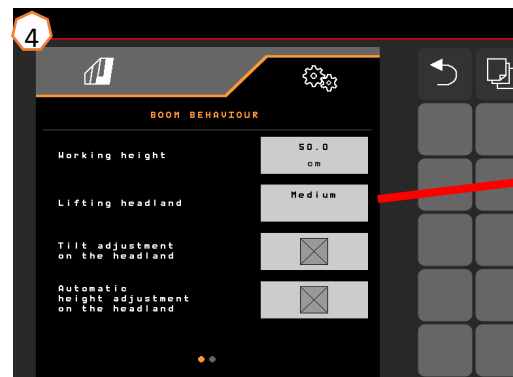 4
BOOM BEHAVIOUR
Working height
50.0
cm
Lifting headland
Medium
Tilt adjustment
on the headland
Automatic
height adjustment
on the headland